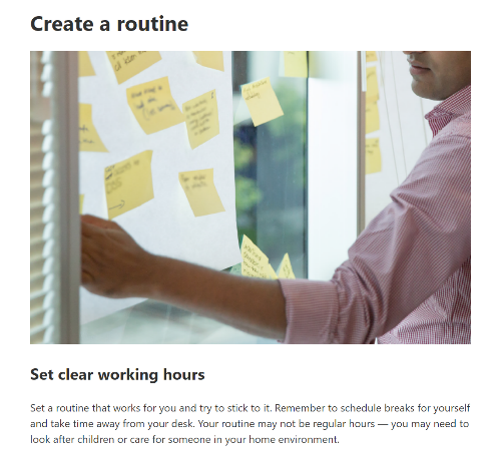 Create a routine
Set clear working hours
Set a routine that works for you and try to stick to it. Remember to schedule breaks for yourself
and take time away from your desk. Your routine may not be regular hours — you may need to
look after children or care for someone in your home environment.